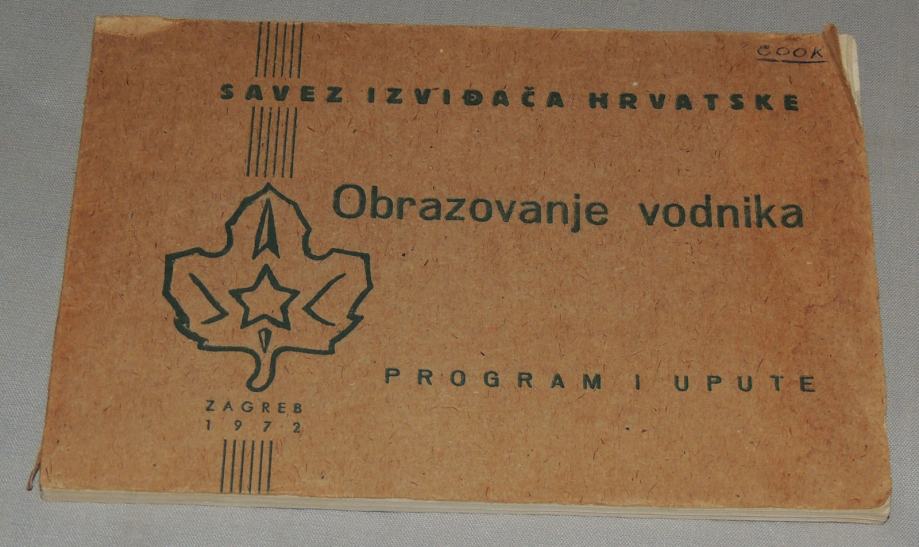 COOK
SAVEZ IZVIĐAČA HRVATSKE
Obrazovanje vodnika
PROGRAM I UPUTE
ZAGREB
1972